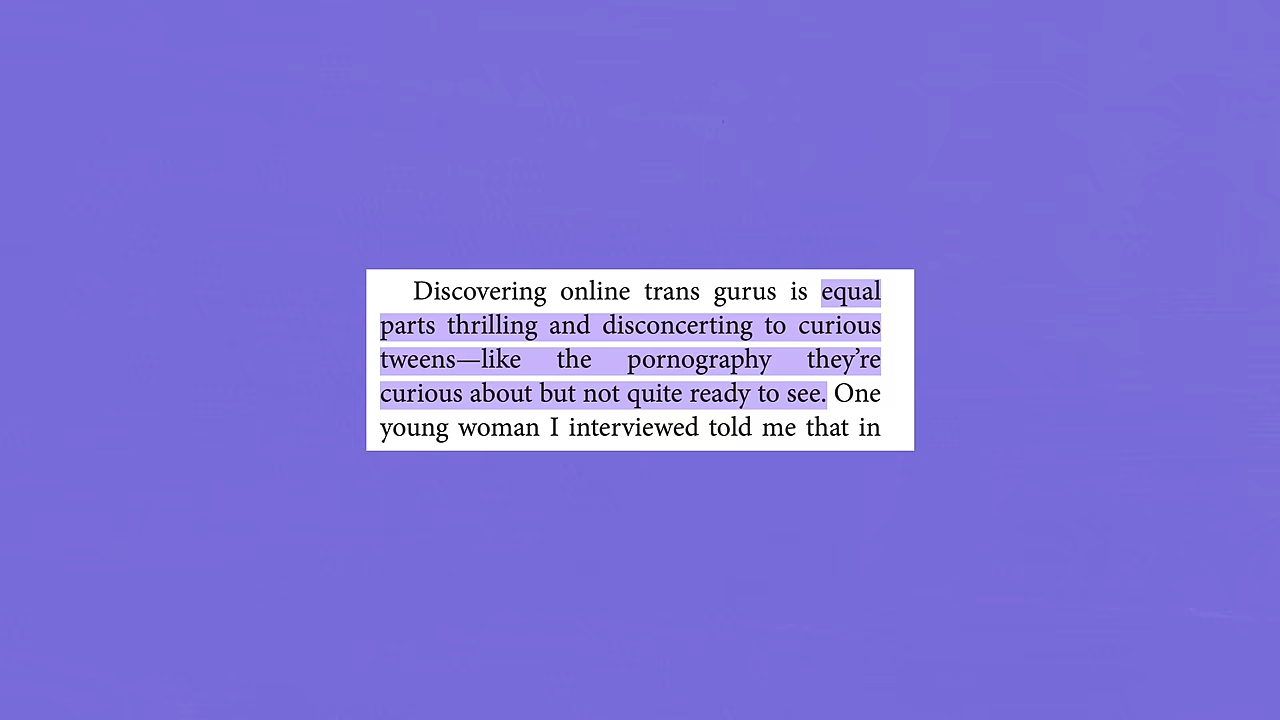 Discovering online trans gurus is equal
parts thrilling and disconcerting to curious
tweens—like the pornography they're
curious about but not quite ready to see. One
young woman I interviewed told me that in